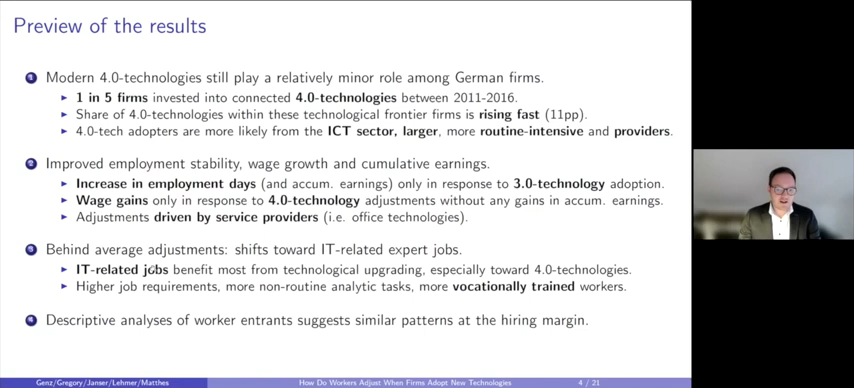 Preview of the results
1 Modern 4.0-technologies still play a relatively minor role among German firms.
► 1 in 5 firms invested into connected 4.0-technologies between 2011-2016.
► Share of 4.0-technologies within these technological frontier firms is rising fast (11pp).
► 4.0-tech adopters are more likely from the ICT sector, larger, more routine-intensive and providers.
2 Improved employment stability, wage growth and cumulative earnings.
► Increase in employment days (and accum. earnings) only in response to 3.0-technology adoption.
► Wage gains only in response to 4.0-technology adjustments without any gains in accum. earnings.
► Adjustments driven by service providers (i.e. office technologies).
3 Behind average adjustments: shifts toward IT-related expert jobs.
► IT-related jobs benefit most from technological upgrading, especially toward 4.0-technologies.
► Higher job requirements, more non-routine analytic tasks, more vocationally trained workers.
4 Descriptive analyses of worker entrants suggests similar patterns at the hiring margin.
Genz/Gregory/Janser/Lehmer/Matthes How Do Workers Adjust When Firms Adopt New Technologies 4 / 21